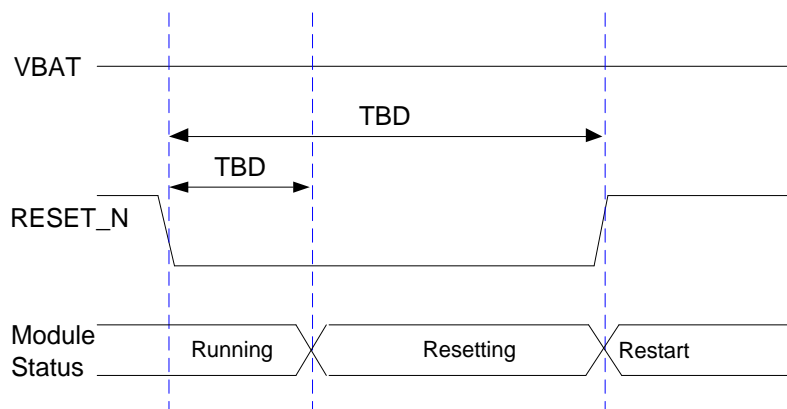 VBAT
TBD
TBD
RESET_N
Module
Status
Running
Resetting
Restart